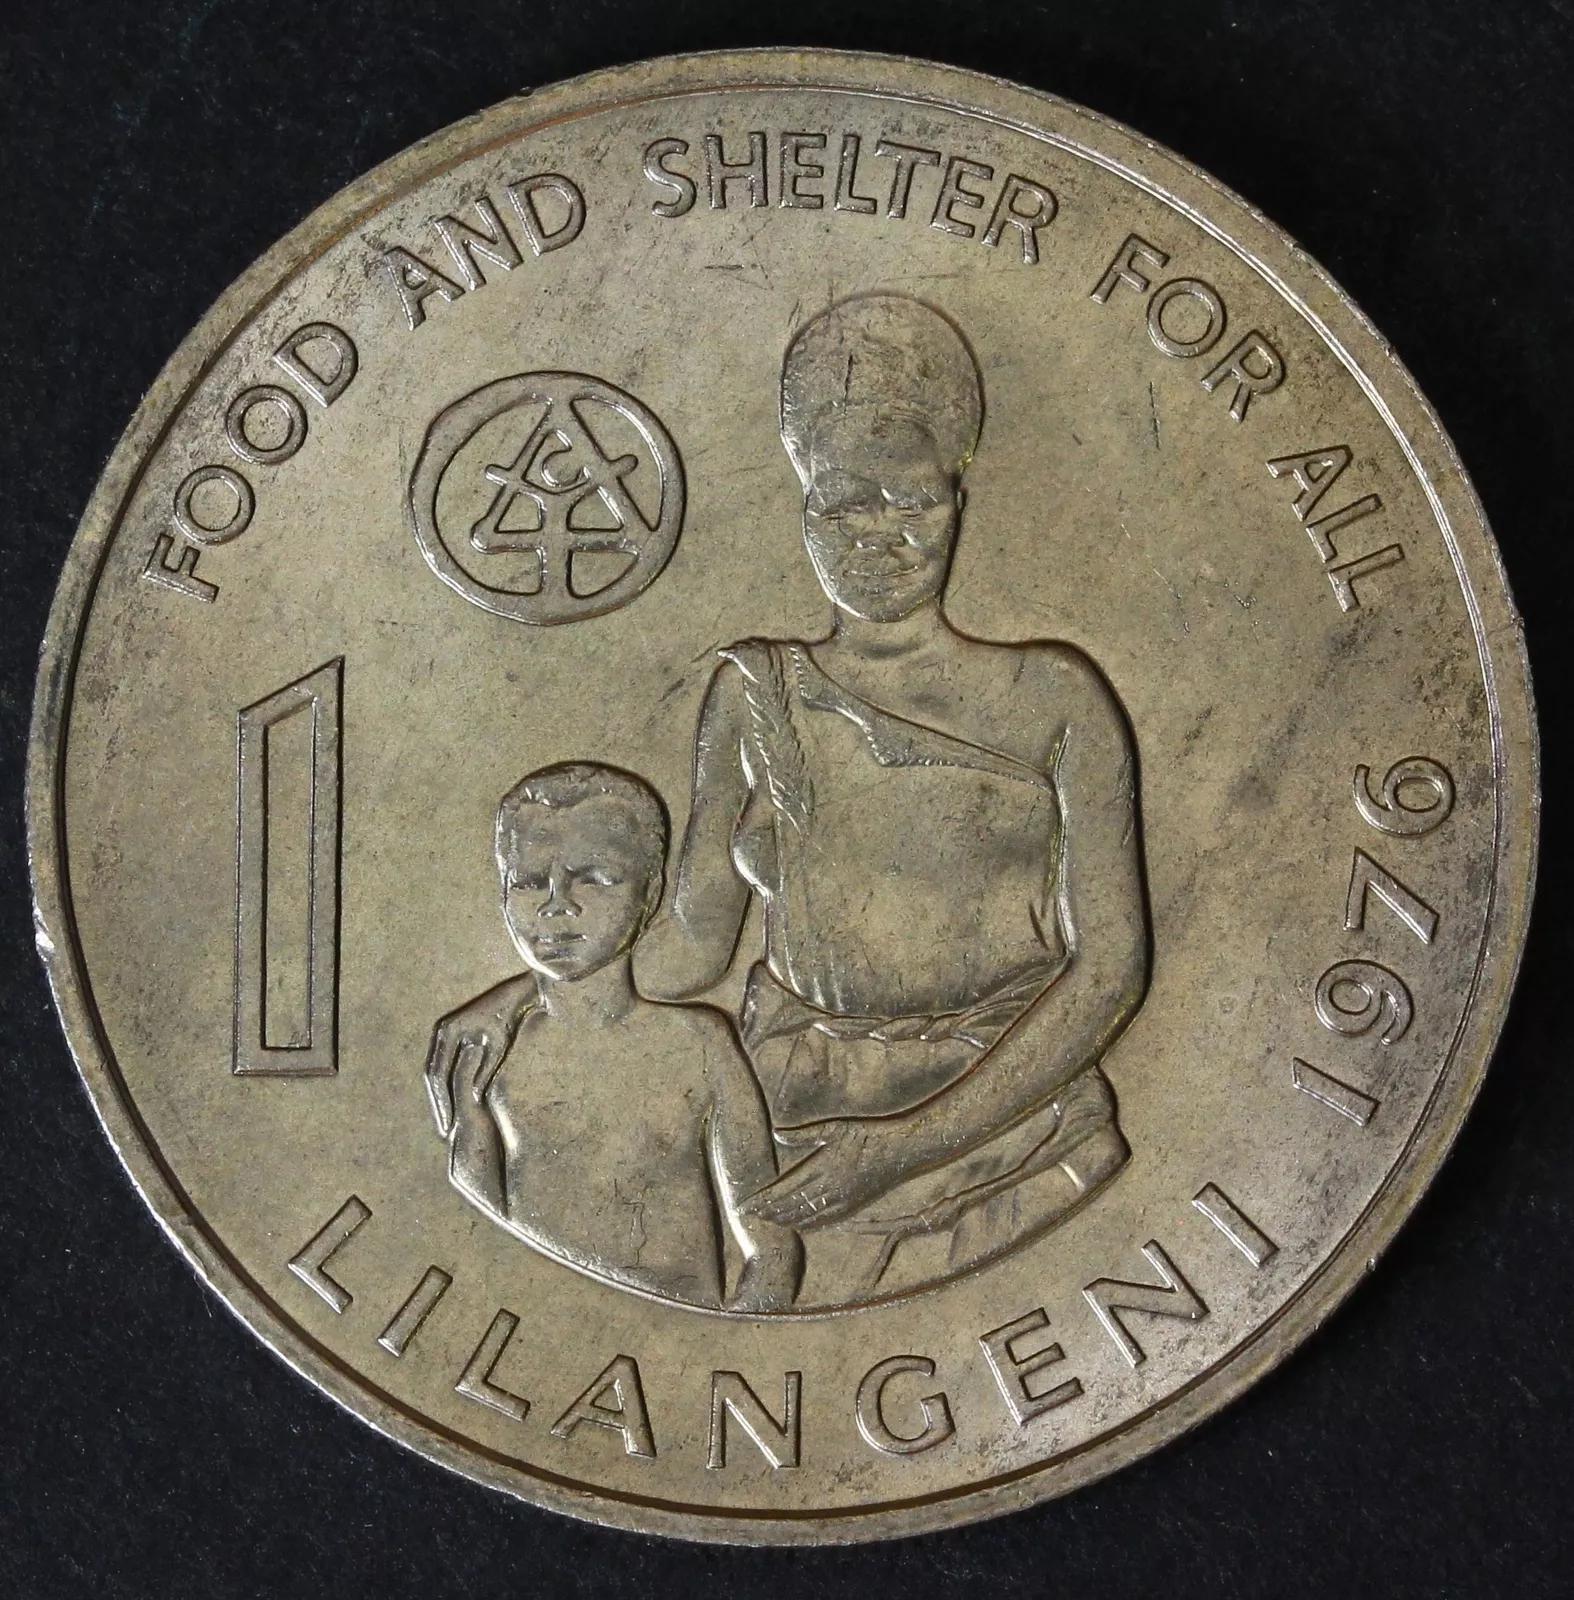 FOOD AND SHELTER FOR ALL
1976
1
LILANGENI